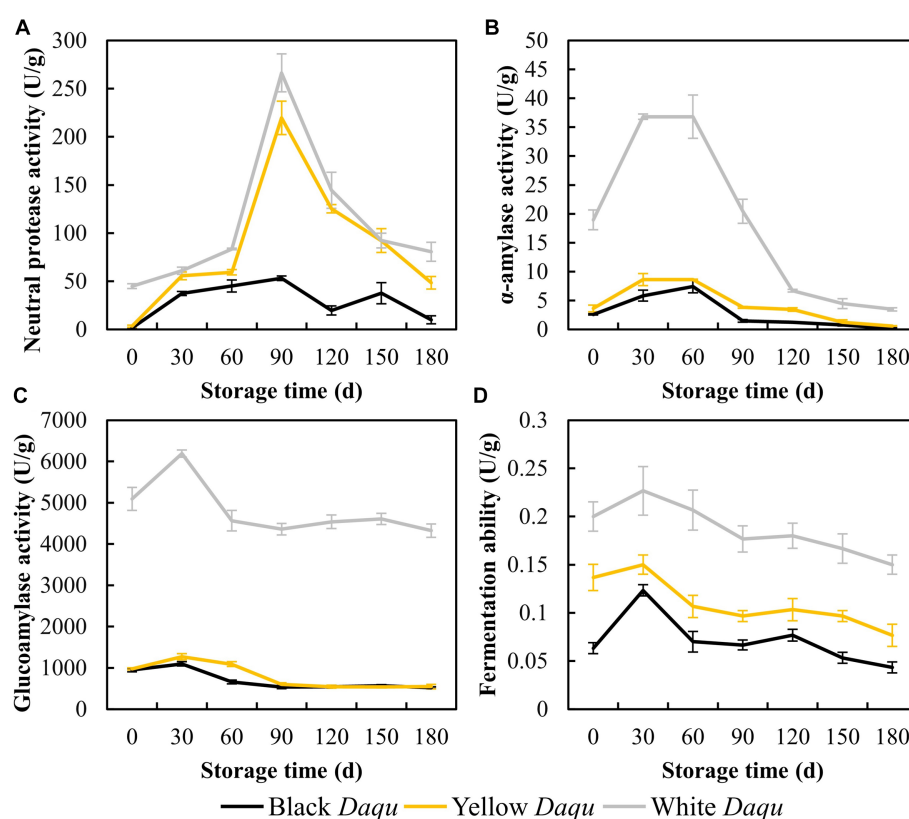 A
Neutral protease activity (U/g)
300
250
200
150
100
50
0
0 30 60 90 120 150 180
Storage time (d)
B
α-amylase activity (U/g)
50
45
40
35
30
25
20
15
10
5
0
0 30 60 90 120 150 180
Storage time (d)
C
Glucoamylase activity (U/g)
7000
6000
5000
4000
3000
2000
1000
0
0 30 60 90 120 150 180
Storage time (d)
D
Fermentation ability (U/g)
0.3
0.25
0.2
0.15
0.1
0.05
0
0 30 60 90 120 150 180
Storage time (d)
Black Daqu Yellow Daqu White Daqu